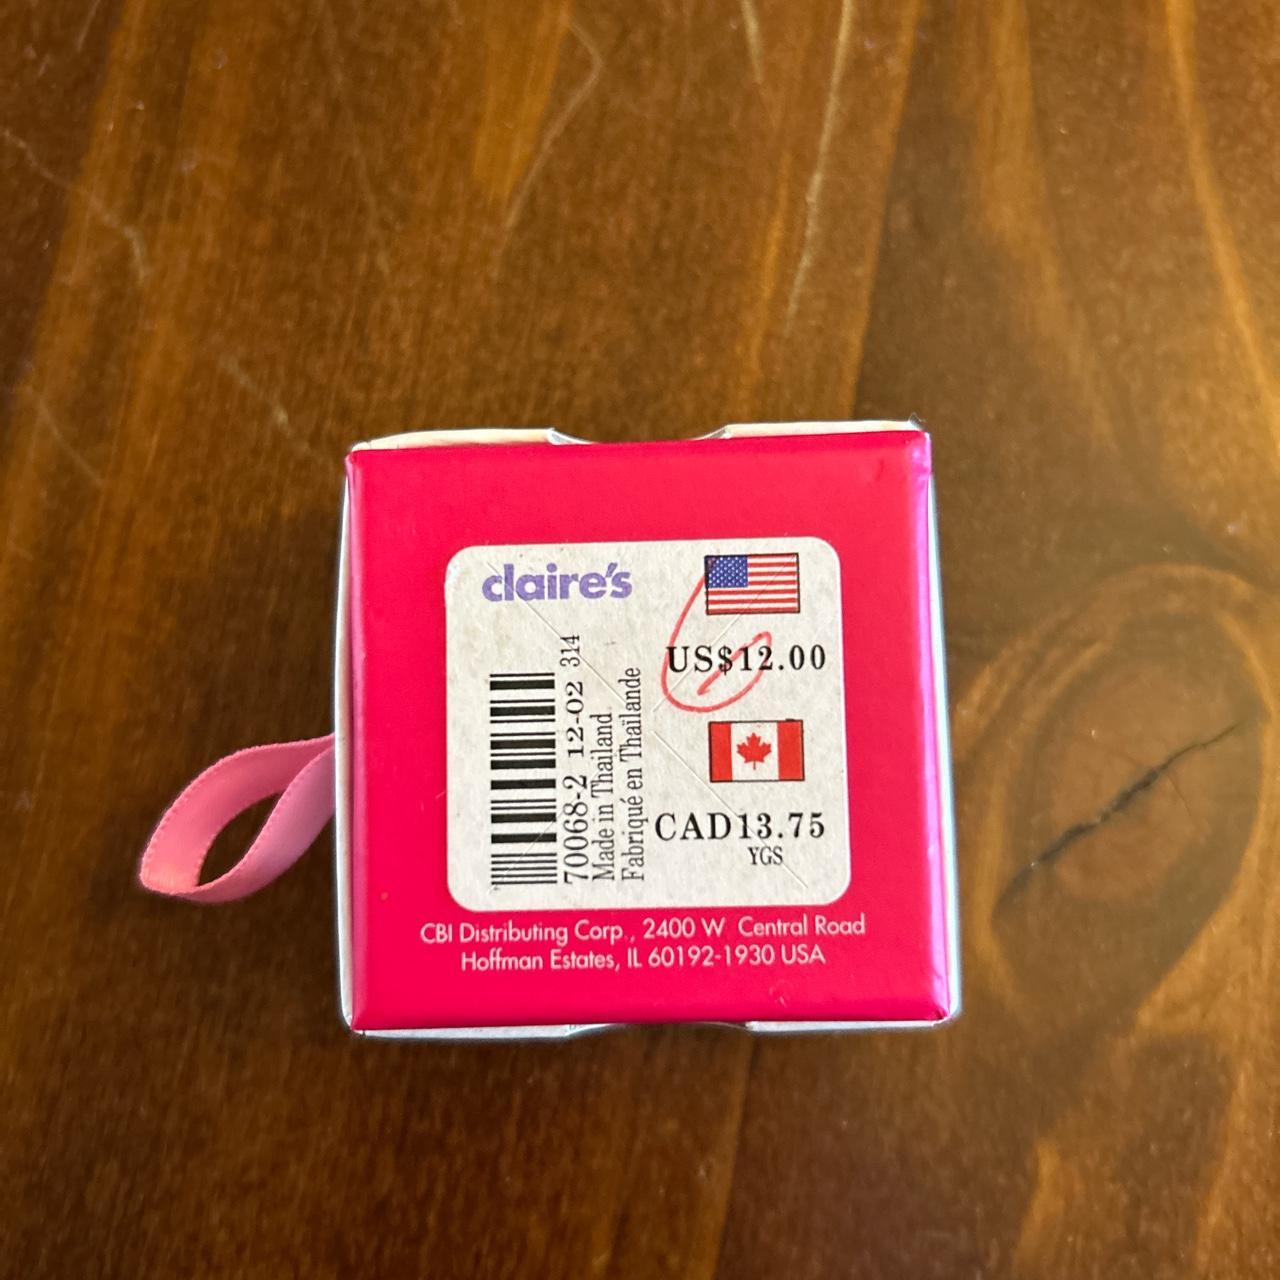 claire's
US$12.00
CAD13.75
YGS
70068-2 12-02 314
Made in Thailand
Fabriqué en Thaïlande
CBI Distributing Corp., 2400 W Central Road
Hoffman Estates, IL 60192-1930 USA